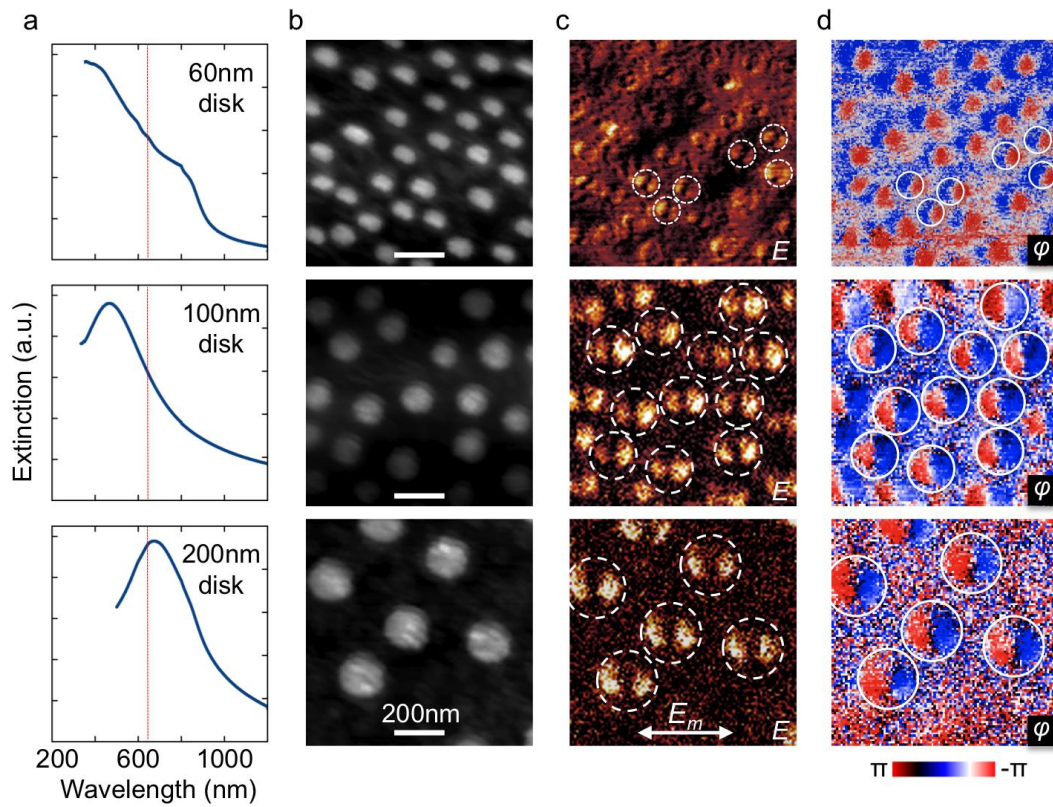 a
b
c
d
60nm
disk
E
φ
100nm
disk
E
φ
200nm
disk
200nm
E_m
E
φ
Extinction (a.u.)
200 600 1000
Wavelength (nm)
π
-π